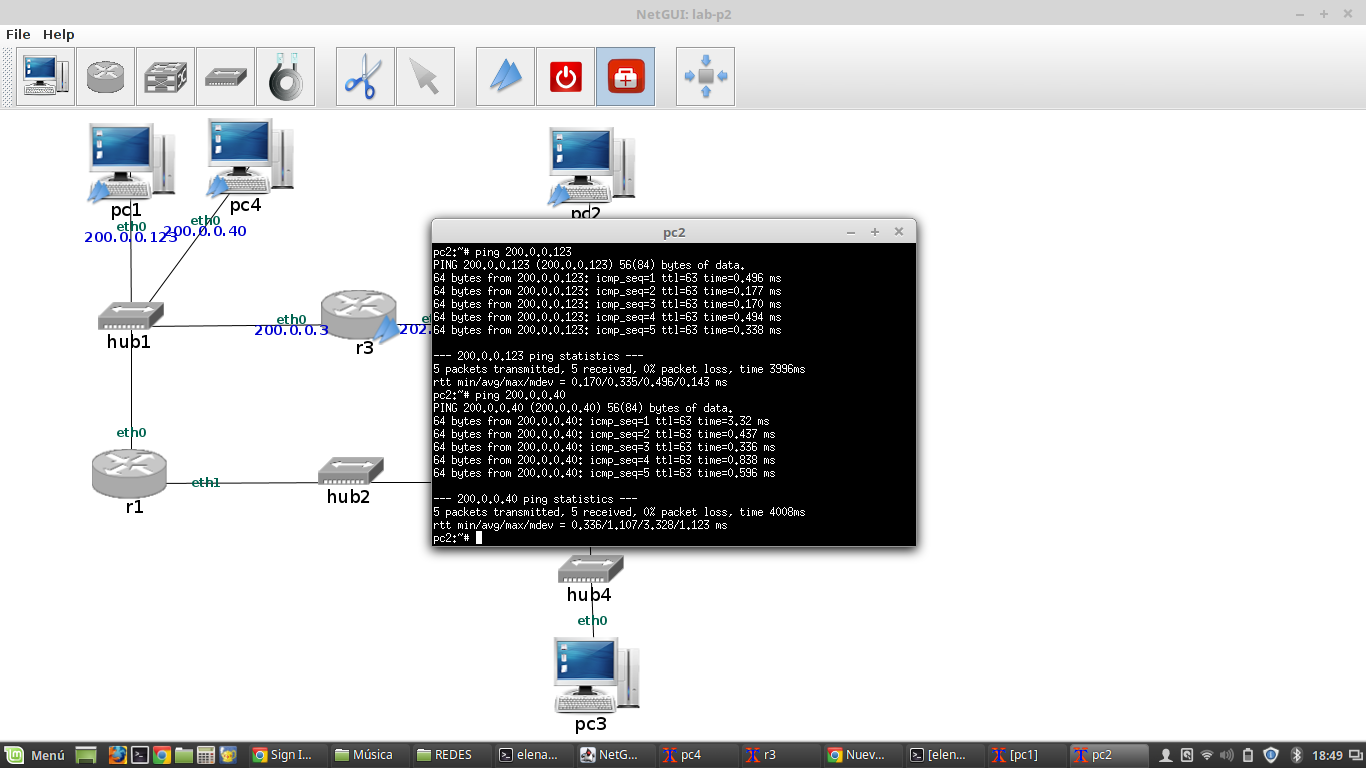 NetGUI: lab-p2
File Help
pc1
pc4
pc2
eth0
eth0
200.0.0.123
200.0.0.40
hub1
eth0
200.0.0.3
r3
202.
eth0
r1
eth1
hub2
hub4
eth0
pc3
pc2
pc2:~# ping 200.0.0.123
PING 200.0.0.123 (200.0.0.123) 56(84) bytes of data.
64 bytes from 200.0.0.123: icmp_seq=1 ttl=63 time=0.496 ms
64 bytes from 200.0.0.123: icmp_seq=2 ttl=63 time=0.177 ms
64 bytes from 200.0.0.123: icmp_seq=3 ttl=63 time=0.170 ms
64 bytes from 200.0.0.123: icmp_seq=4 ttl=63 time=0.494 ms
64 bytes from 200.0.0.123: icmp_seq=5 ttl=63 time=0.338 ms
--- 200.0.0.123 ping statistics ---
5 packets transmitted, 5 received, 0% packet loss, time 3996ms
rtt min/avg/max/mdev = 0.170/0.335/0.496/0.143 ms
pc2:~# ping 200.0.0.40
PING 200.0.0.40 (200.0.0.40) 56(84) bytes of data.
64 bytes from 200.0.0.40: icmp_seq=1 ttl=63 time=3.32 ms
64 bytes from 200.0.0.40: icmp_seq=2 ttl=63 time=0.437 ms
64 bytes from 200.0.0.40: icmp_seq=3 ttl=63 time=0.336 ms
64 bytes from 200.0.0.40: icmp_seq=4 ttl=63 time=0.838 ms
64 bytes from 200.0.0.40: icmp_seq=5 ttl=63 time=0.596 ms
--- 200.0.0.40 ping statistics ---
5 packets transmitted, 5 received, 0% packet loss, time 4008ms
rtt min/avg/max/mdev = 0.336/1.107/3.328/1.123 ms
pc2:~#
Menú Sign I... Música REDES elena... NetG... pc4 r3 Nuev... [elen... [pc1] pc2 18:49